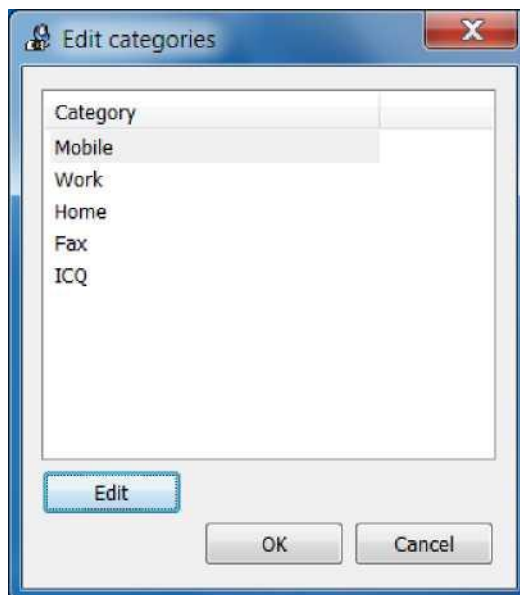 Edit categories
Category
Mobile
Work
Home
Fax
ICQ
Edit
OK Cancel